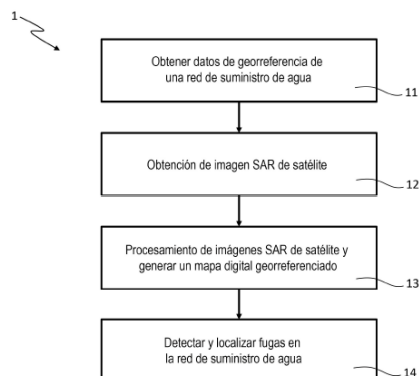 1
Obtener datos de georreferencia de
una red de suministro de agua
11
Obtención de imagen SAR de satélite
12
Procesamiento de imágenes SAR de satélite y
generar un mapa digital georreferenciado
13
Detectar y localizar fugas en
la red de suministro de agua
14